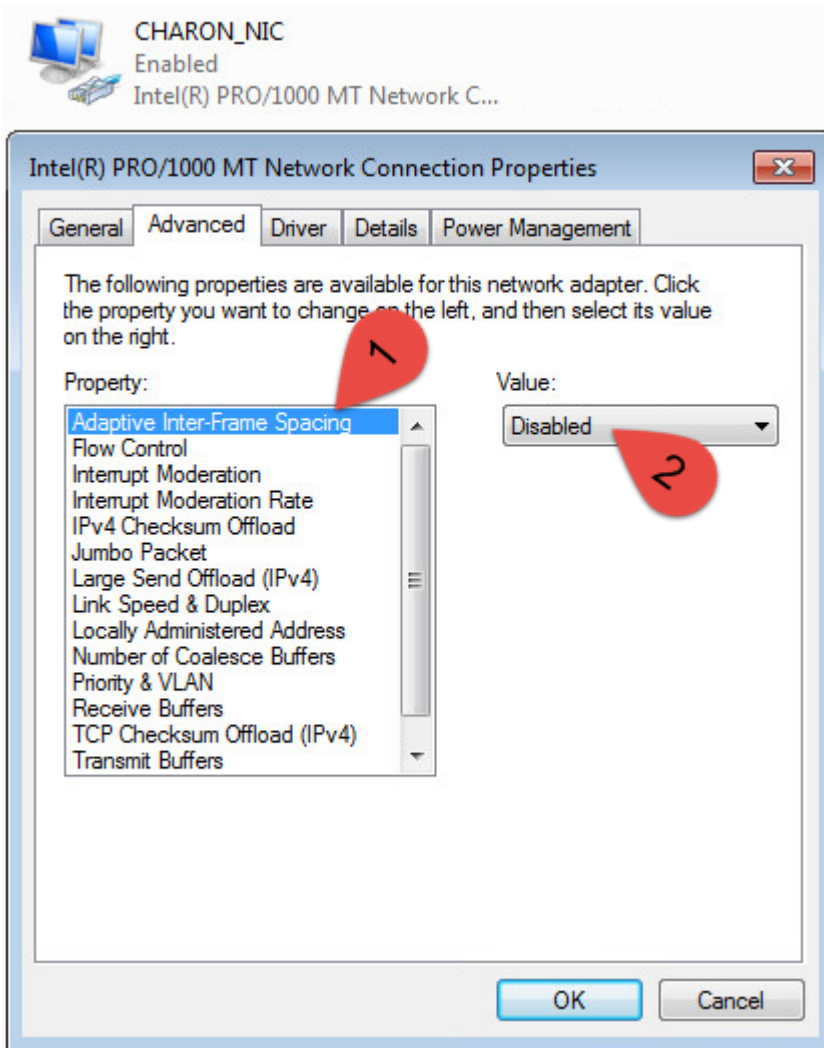 CHARON_NIC
Enabled
Intel(R) PRO/1000 MT Network C...
Intel(R) PRO/1000 MT Network Connection Properties
General Advanced Driver Details Power Management
The following properties are available for this network adapter. Click
the property you want to change on the left, and then select its value
on the right.
Property:
Value:
1
Adaptive Inter-Frame Spacing
Disabled
2
Flow Control
Interrupt Moderation
Interrupt Moderation Rate
IPv4 Checksum Offload
Jumbo Packet
Large Send Offload (IPv4)
Link Speed & Duplex
Locally Administered Address
Number of Coalesce Buffers
Priority & VLAN
Receive Buffers
TCP Checksum Offload (IPv4)
Transmit Buffers
OK Cancel